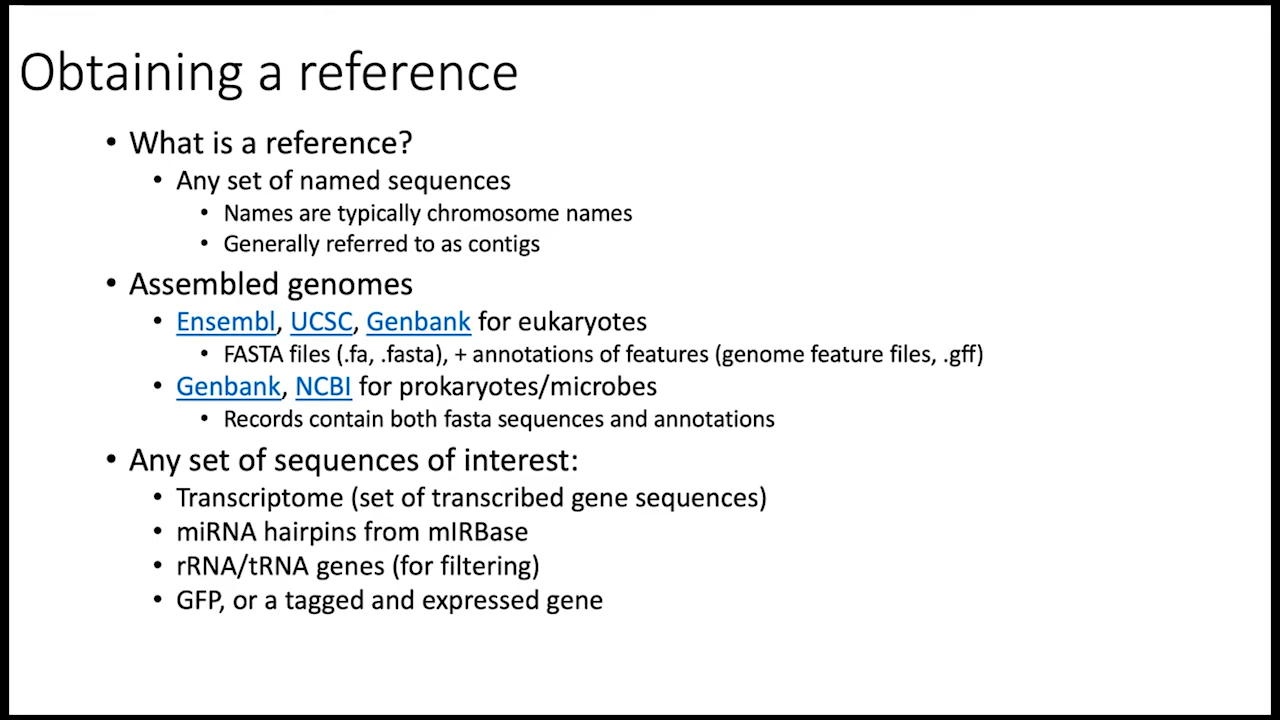 Obtaining a reference
• What is a reference?
• Any set of named sequences
• Names are typically chromosome names
• Generally referred to as contigs
• Assembled genomes
• Ensembl, UCSC, Genbank for eukaryotes
• FASTA files (.fa, .fasta), + annotations of features (genome feature files, .gff)
• Genbank, NCBI for prokaryotes/microbes
• Records contain both fasta sequences and annotations
• Any set of sequences of interest:
• Transcriptome (set of transcribed gene sequences)
• miRNA hairpins from mIRBase
• rRNA/tRNA genes (for filtering)
• GFP, or a tagged and expressed gene